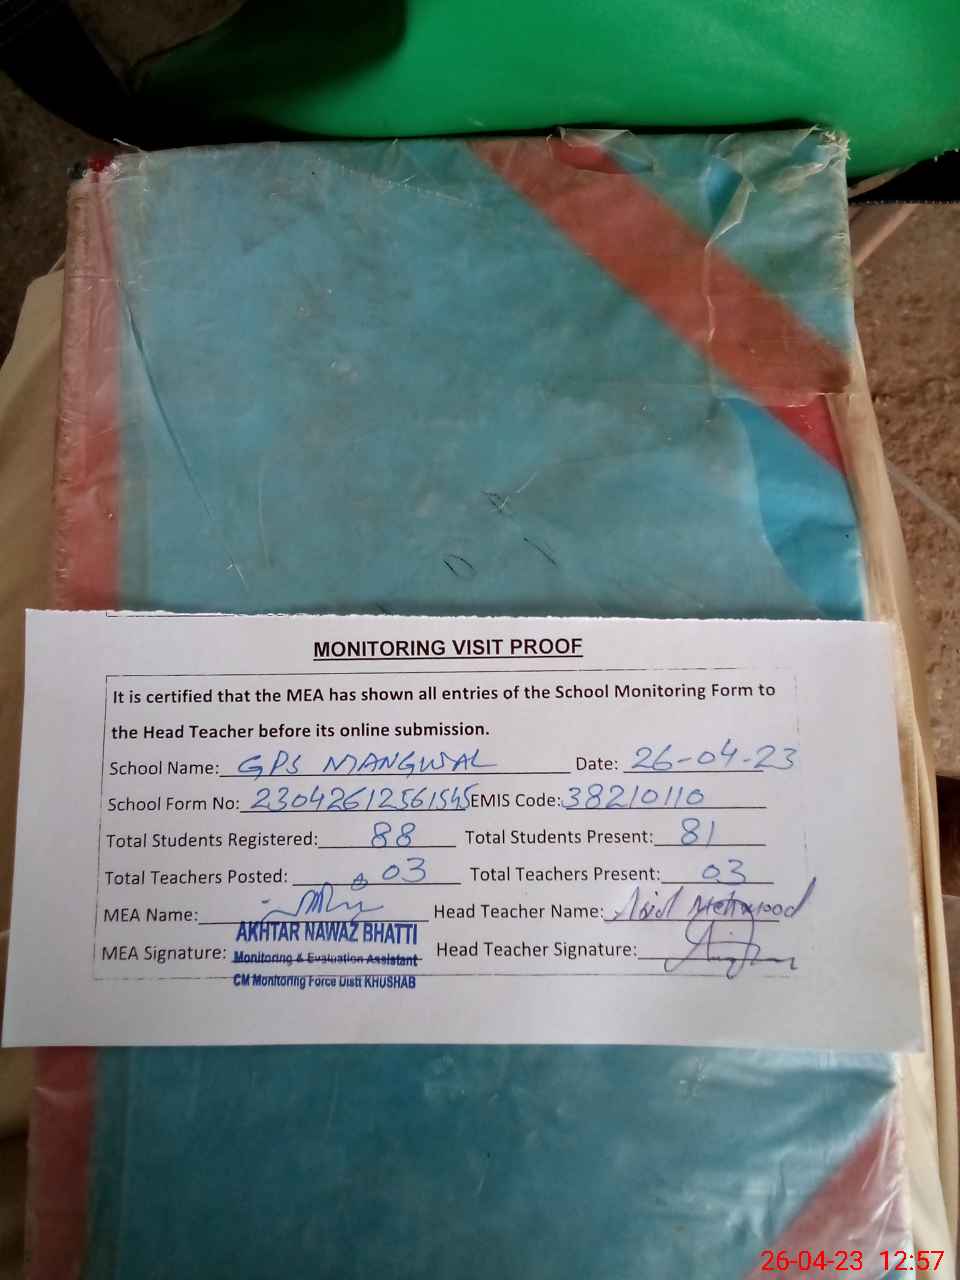 MONITORING VISIT PROOF
It is certified that the MEA has shown all entries of the School Monitoring Form to
the Head Teacher before its online submission.
School Name: GPS MANGWAL Date: 26-04-23
School Form No: 23042612561545 EMIS Code: 38210110
Total Students Registered: 88 Total Students Present: 81
Total Teachers Posted: 03 Total Teachers Present: 03
MEA Name: Head Teacher Name:
AKHTAR NAWAZ BHATTI
MEA Signature: Monitoring & Evaluation Assistant Head Teacher Signature:
CM Monitoring Force Distt KHUSHAB
26-04-23 12:57